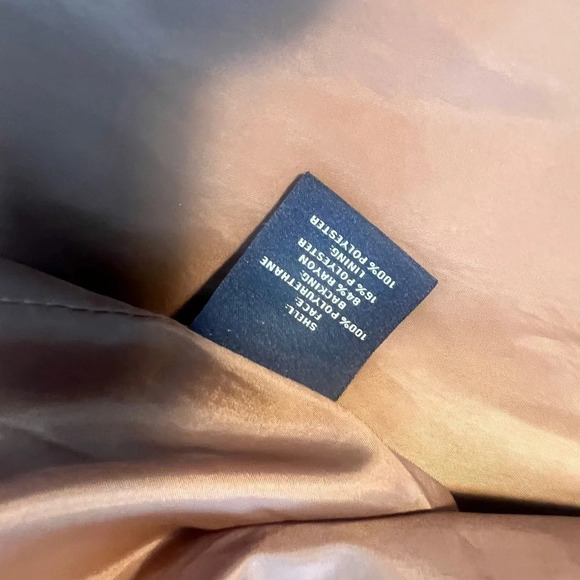 SHELL:
FACE:
100% POLYURETHANE
BACKING:
84% RAYON
16% POLYESTER
LINING:
100% POLYESTER